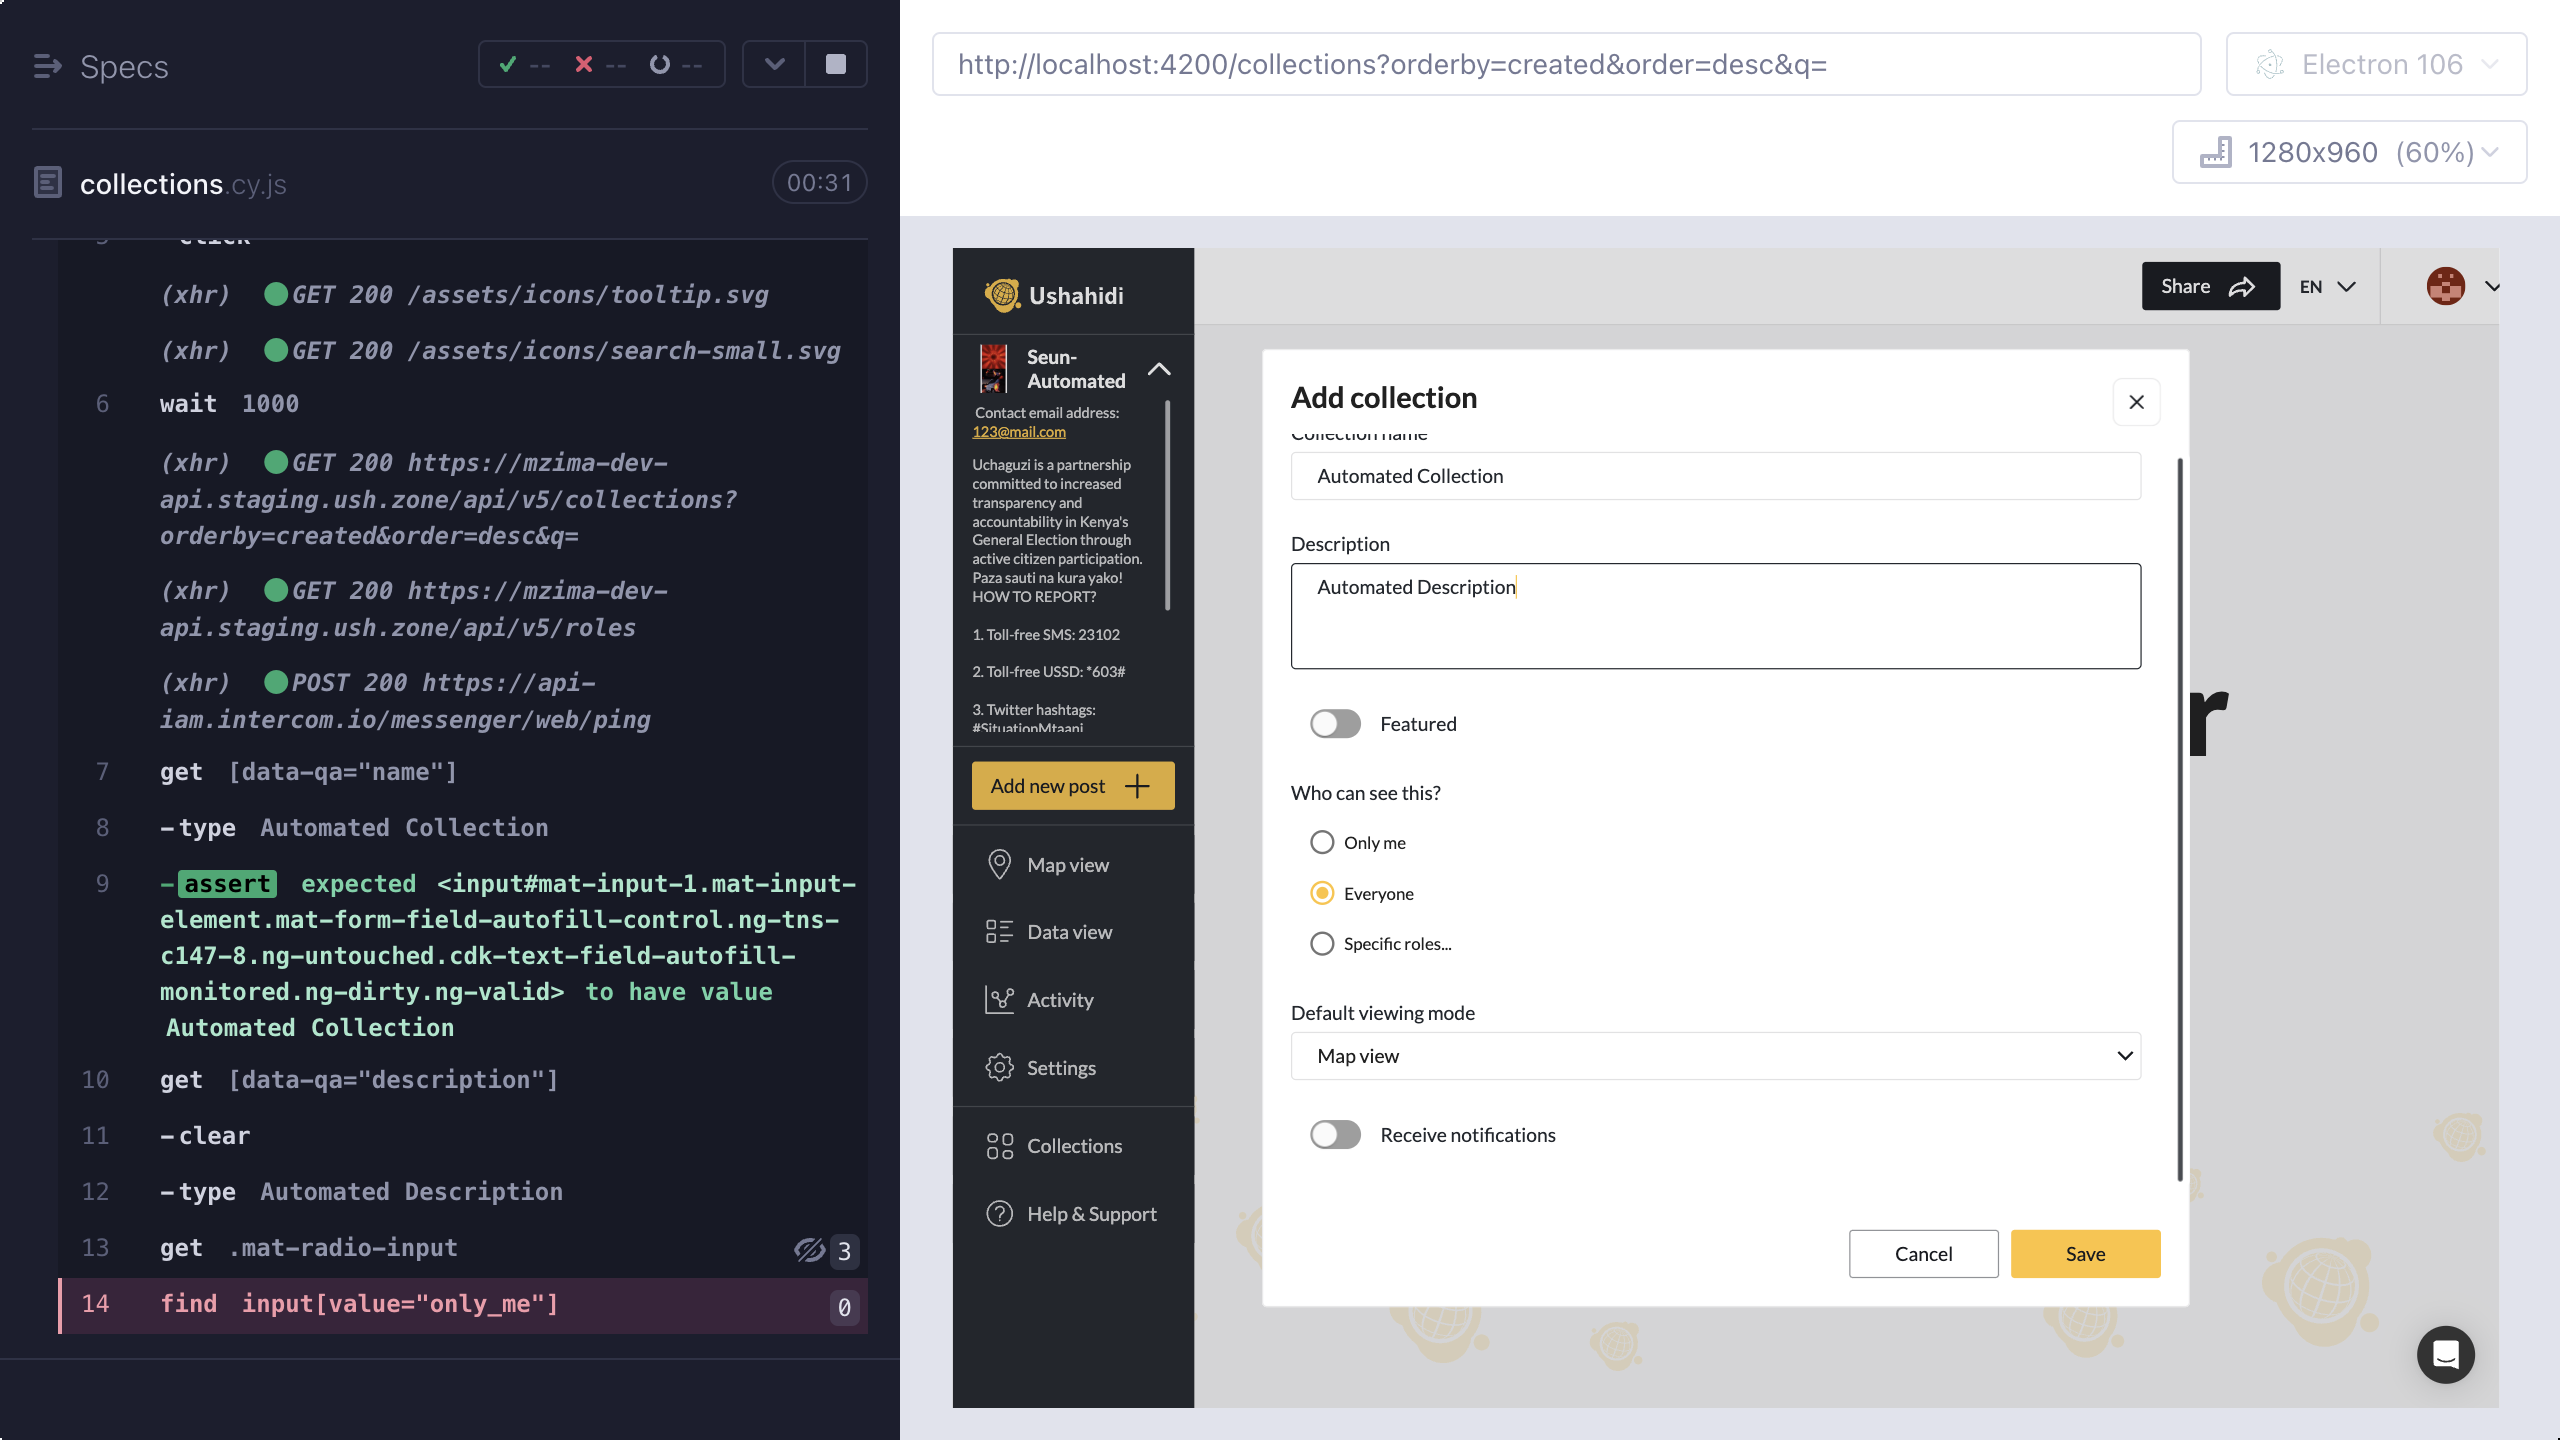 Specs
-- -- --
collections.cy.js
00:31
5 -click
(xhr) GET 200 /assets/icons/tooltip.svg
(xhr) GET 200 /assets/icons/search-small.svg
6 wait 1000
(xhr) GET 200 https://mzima-dev-
api.staging.ush.zone/api/v5/collections?
orderby=created&order=desc&q=
(xhr) GET 200 https://mzima-dev-
api.staging.ush.zone/api/v5/roles
(xhr) POST 200 https://api-
iam.intercom.io/messenger/web/ping
7 get [data-qa="name"]
8 -type Automated Collection
9 -assert expected <input#mat-input-1.mat-input-
element.mat-form-field-autofill-control.ng-tns-
c147-8.ng-untouched.cdk-text-field-autofill-
monitored.ng-dirty.ng-valid> to have value
Automated Collection
10 get [data-qa="description"]
11 -clear
12 -type Automated Description
13 get .mat-radio-input 3
14 find input[value="only_me"] 0
http://localhost:4200/collections?orderby=created&order=desc&q=
Electron 106
1280x960 (60%)
Ushahidi
Seun-
Automated
Contact email address:
123@mail.com
Uchaguzi is a partnership
committed to increased
transparency and
accountability in Kenya's
General Election through
active citizen participation.
Paza sauti na kura yako!
HOW TO REPORT?
1. Toll-free SMS: 23102
2. Toll-free USSD: *603#
3. Twitter hashtags:
#SituationMtaani
Add new post
Map view
Data view
Activity
Settings
Collections
Help & Support
Share
EN
Add collection
Collection name
Automated Collection
Description
Automated Description
Featured
Who can see this?
Only me
Everyone
Specific roles...
Default viewing mode
Map view
Receive notifications
Cancel
Save
r